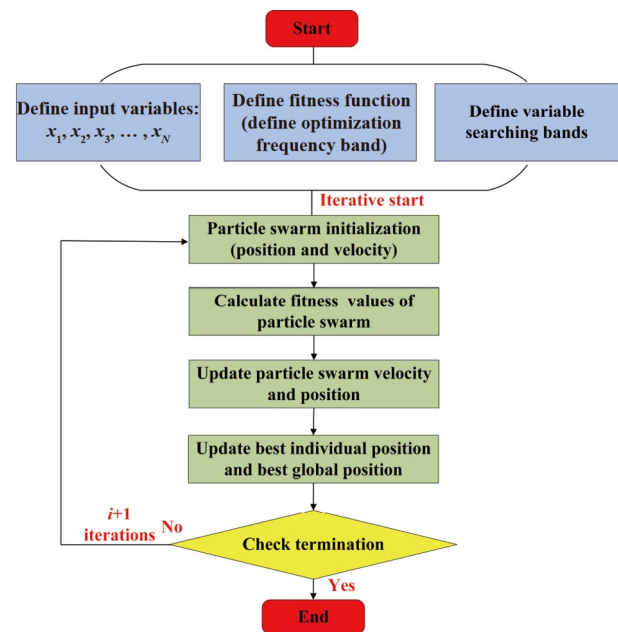 Start
Define input variables:
x1, x2, x3, … , xN
Define fitness function
(define optimization
frequency band)
Define variable
searching bands
Iterative start
Particle swarm initialization
(position and velocity)
Calculate fitness values of
particle swarm
Update particle swarm velocity
and position
Update best individual position
and best global position
i+1
iterations
No
Check termination
Yes
End